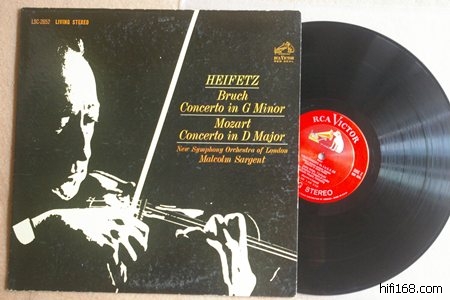 LSC-2652 LIVING STEREO
RCA VICTOR
HEIFETZ
Bruch
Concerto in G Minor
Mozart
Concerto in D Major
New Symphony Orchestra of London
Malcolm Sargent
RCA VICTOR
STEREO
hifi168.com